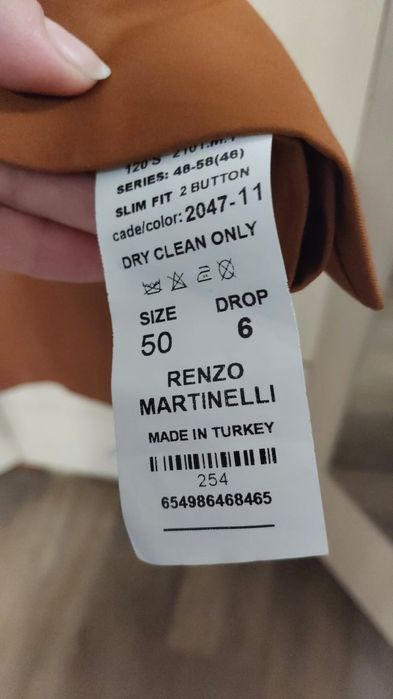 120'S
SERIES: 48-58(46)
SLIM FIT 2 BUTTON
cade/color: 2047-11
DRY CLEAN ONLY
SIZE DROP
50 6
RENZO
MARTINELLI
MADE IN TURKEY
254
654986468465